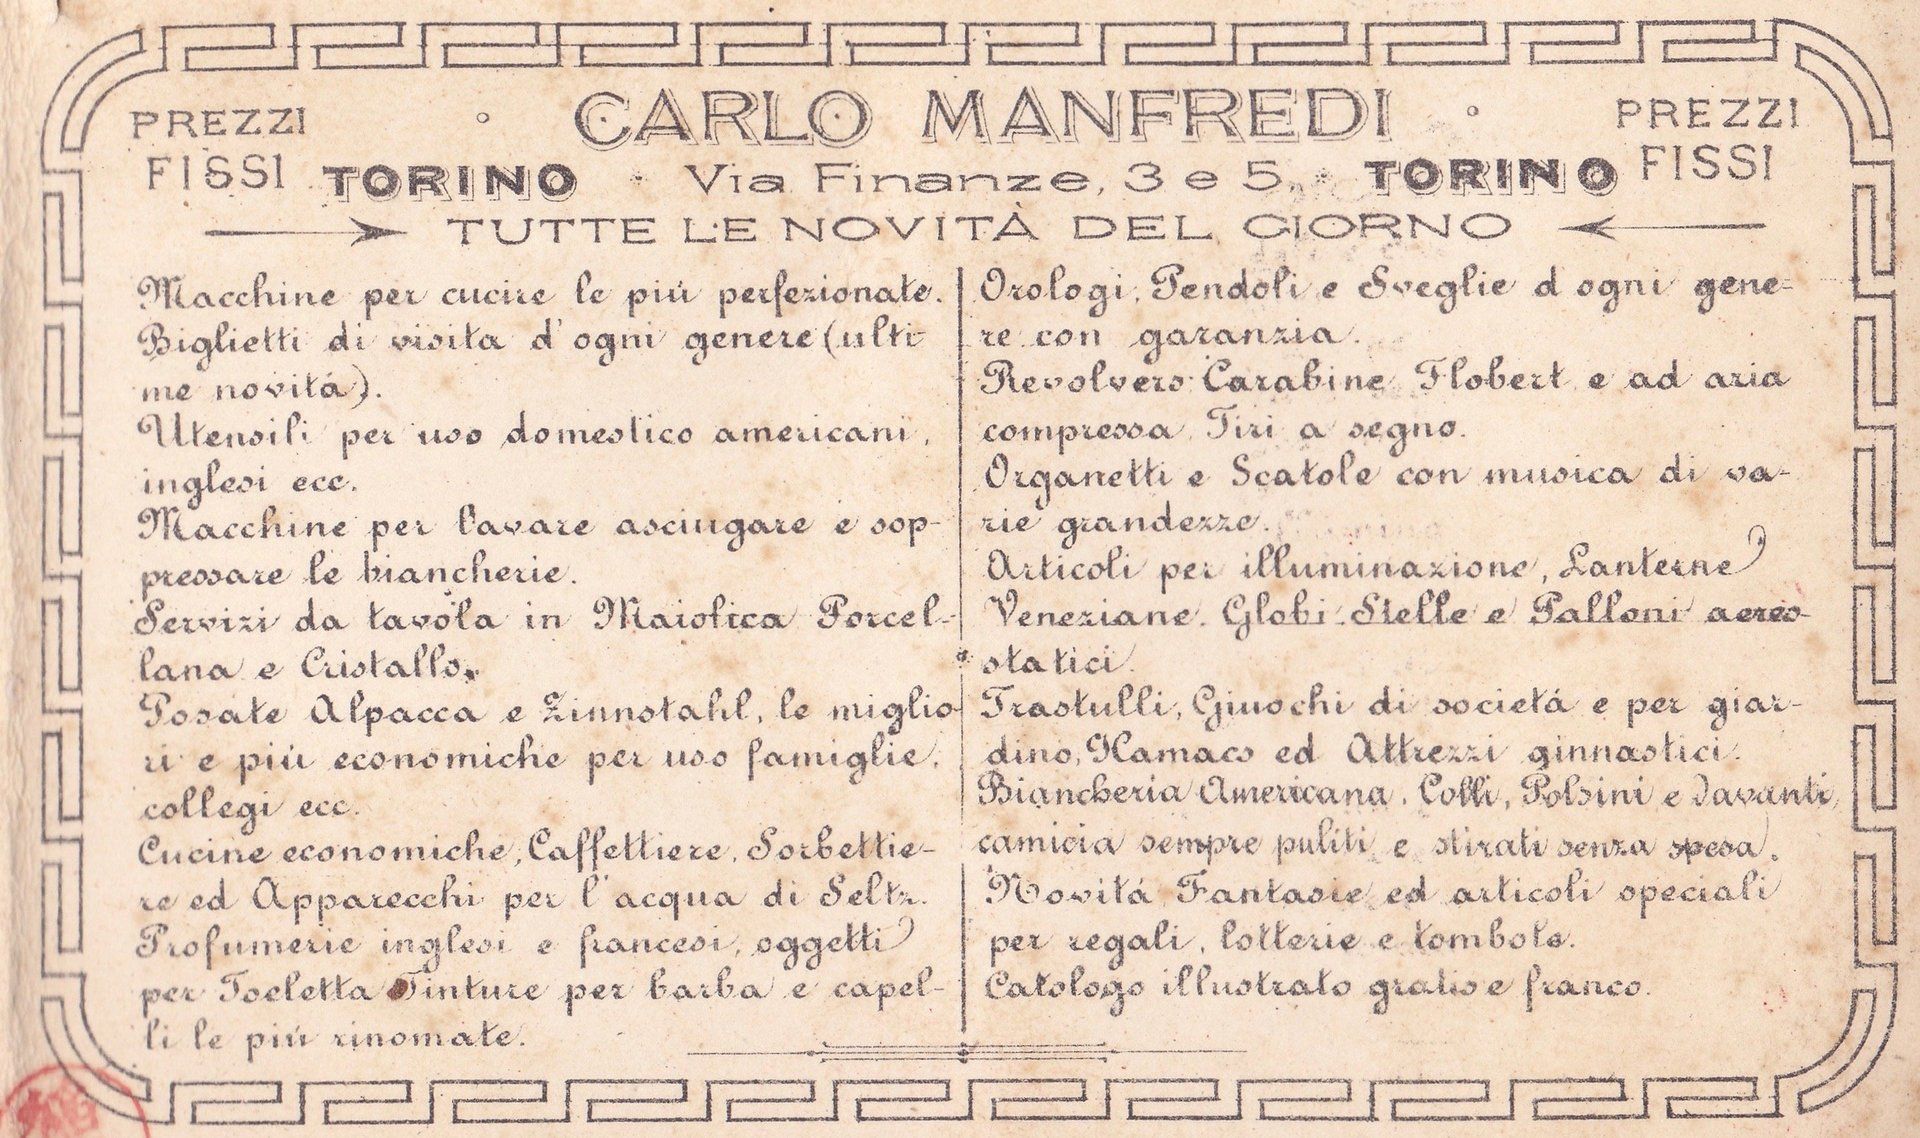 PREZZI FISSI
CARLO MANFREDI
PREZZI FISSI
TORINO Via Finanze, 3 e 5, TORINO
TUTTE LE NOVITÀ DEL GIORNO
Macchine per cucire le più perfezionate.
Biglietti di visita d'ogni genere (ulti-
me novitá).
Utensili per uso domestico americani,
inglesi ecc.
Macchine per lavare asciugare e sop-
pressare le biancherie.
Servizi da tavola in Maiolica Porcel-
lana e Cristallo.
Posate Alpacca e Zinnstahl, le miglio-
ri e più economiche per uso famiglie,
collegi ecc.
Cucine economiche, Caffettiere, Sorbettie-
re ed Apparecchi per l'acqua di Seltz.
Profumerie inglesi e francesi, oggetti
per Toeletta Tinture per barba e capel-
li le più rinomate.
Orologi, Pendoli e Sveglie d ogni gene-
re con garanzia.
Revolvers Carabine Flobert e ad aria
compressa Tiri a segno.
Organetti e Scatole con musica di va-
rie grandezze.
Articoli per illuminazione, Lanterne
Veneziane. Globi. Stelle e Palloni aereo-
statici.
Trastulli, Giuochi di societá e per giar-
dino, Hamacs ed Attrezzi ginnastici.
Biancheria Americana, Colli, Polsini e davanti
camicia sempre puliti e stirati senza spesa.
Novitá Fantasie ed articoli speciali
per regali, lotterie e tombole.
Catologo illustrato gratis e franco.